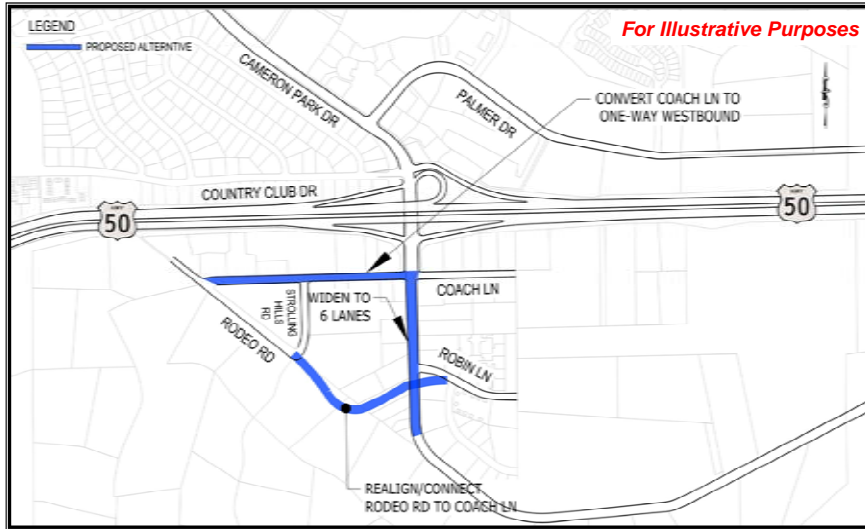 LEGEND
PROPOSED ALTERNTIVE
For Illustrative Purposes
CAMERON PARK DR
PALMER DR
CONVERT COACH LN TO
ONE-WAY WESTBOUND
COUNTRY CLUB DR
HWY
50
HWY
50
COACH LN
WIDEN TO
6 LANES
STROLLING
HILLS
RD
RODEO RD
ROBIN LN
REALIGN/CONNECT
RODEO RD TO COACH LN